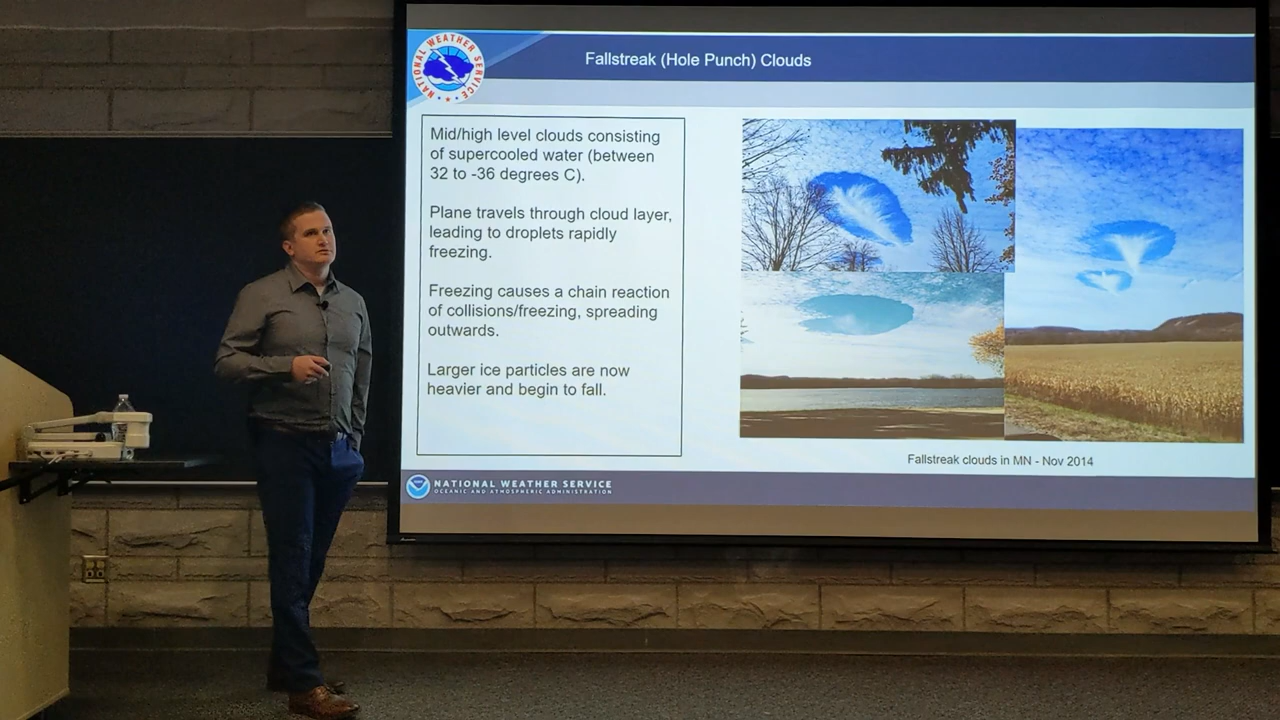 NATIONAL WEATHER SERVICE
Fallstreak (Hole Punch) Clouds
Mid/high level clouds consisting
of supercooled water (between
32 to -36 degrees C).
Plane travels through cloud layer,
leading to droplets rapidly
freezing.
Freezing causes a chain reaction
of collisions/freezing, spreading
outwards.
Larger ice particles are now
heavier and begin to fall.
Fallstreak clouds in MN - Nov 2014
NATIONAL WEATHER SERVICE
OCEANIC AND ATMOSPHERIC ADMINISTRATION